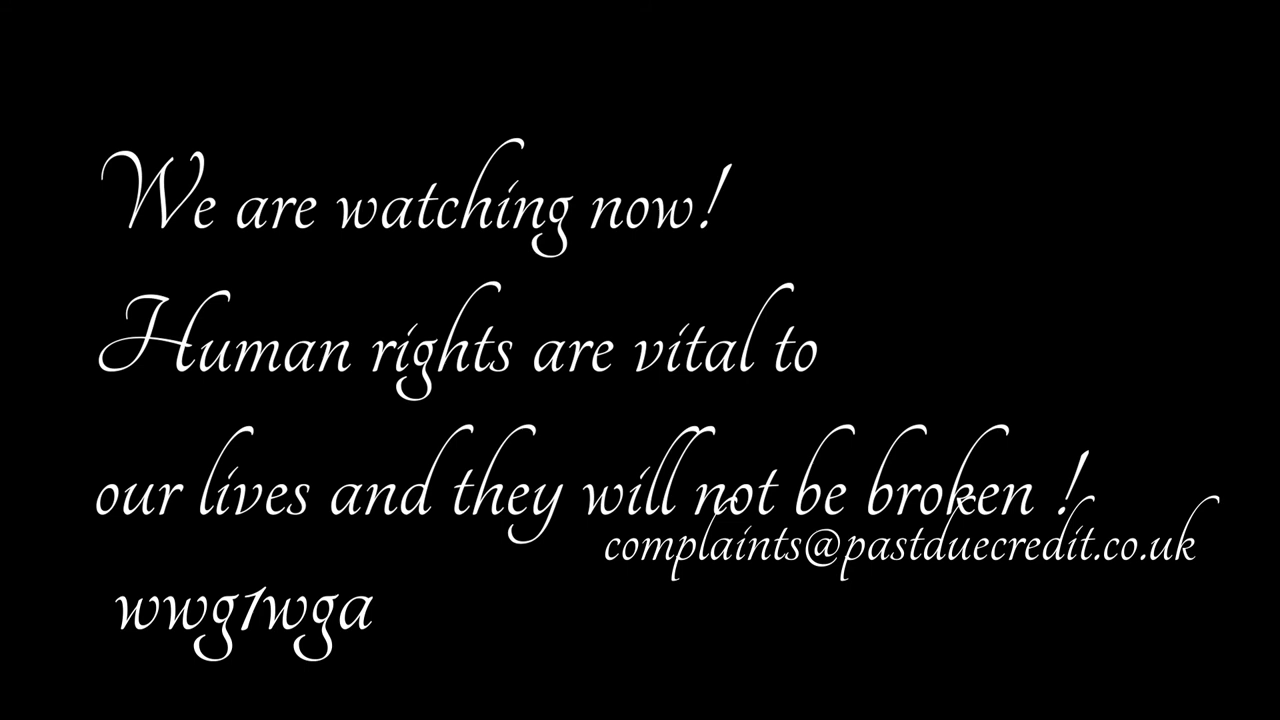 We are watching now!
Human rights are vital to
our lives and they will not be broken !
complaints@pastduecredit.co.uk
wwg1wga